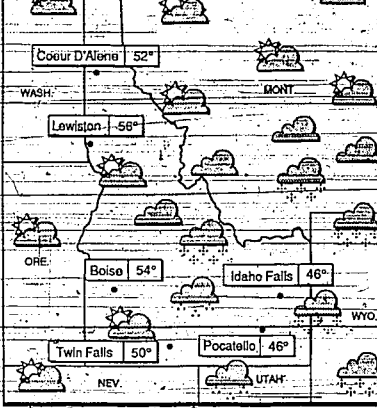 Coeur D'Alene 52°
WASH.
MONT.
Lewiston 56°
ORE.
Boise 54°
Idaho Falls 46°
WYO.
Twin Falls 50°
Pocatello 46°
NEV.
UTAH